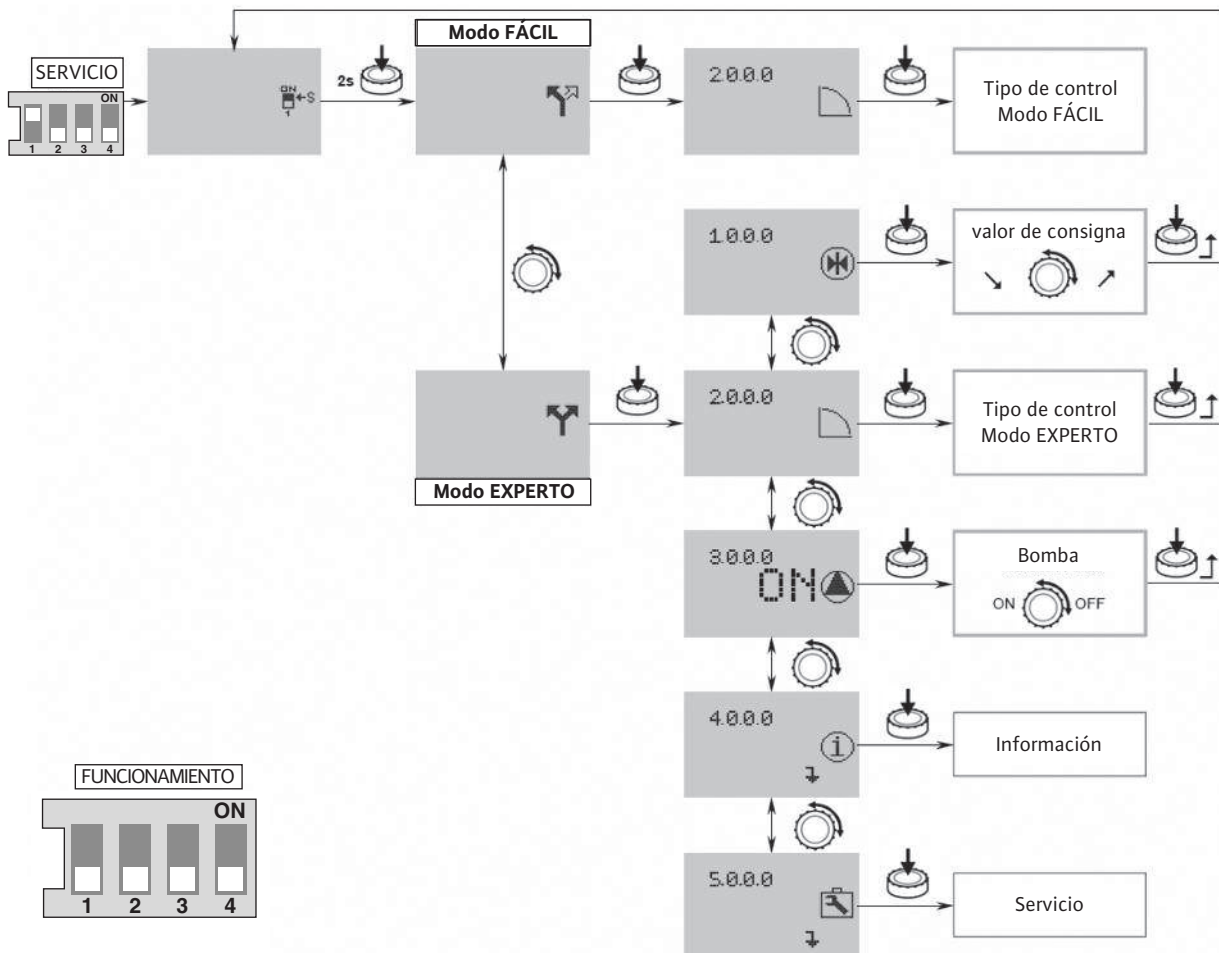 Modo FÁCIL
SERVICIO
ON
1 2 3 4
ON
S
1
2s
2.0.0.0
Tipo de control
Modo FÁCIL
1.0.0.0
valor de consigna
2.0.0.0
Tipo de control
Modo EXPERTO
Modo EXPERTO
3.0.0.0
ON
Bomba
ON OFF
4.0.0.0
i
Información
FUNCIONAMIENTO
ON
1 2 3 4
5.0.0.0
Servicio